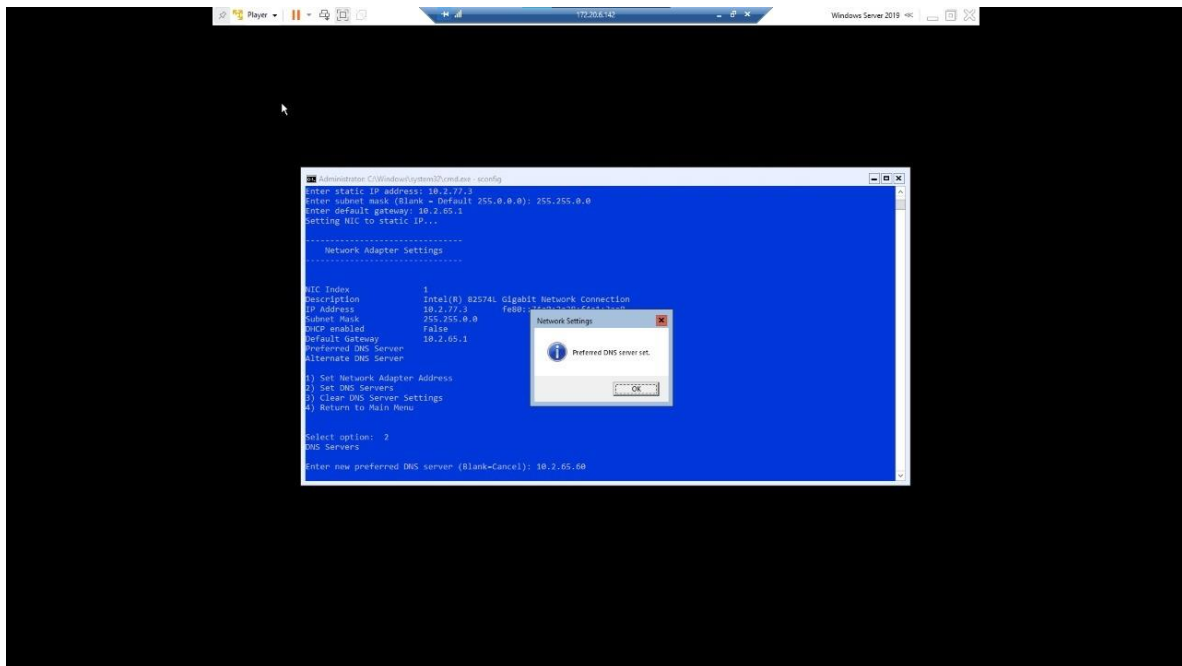 Player
172.20.6.142
Windows Server 2019
Administrator: C:\Windows\system32\cmd.exe - sconfig
Enter static IP address: 10.2.77.3
Enter subnet mask (Blank = Default 255.0.0.0): 255.255.0.0
Enter default gateway: 10.2.65.1
Setting NIC to static IP...
--------------------------------
Network Adapter Settings
--------------------------------
NIC Index 1
Description Intel(R) 82574L Gigabit Network Connection
IP Address 10.2.77.3
Subnet Mask 255.255.0.0
DHCP enabled False
Default Gateway 10.2.65.1
Preferred DNS Server
Alternate DNS Server
1) Set Network Adapter Address
2) Set DNS Servers
3) Clear DNS Server Settings
4) Return to Main Menu
Select option: 2
DNS Servers
Enter new preferred DNS server (Blank=Cancel): 10.2.65.60
Network Settings
Preferred DNS server set.
OK